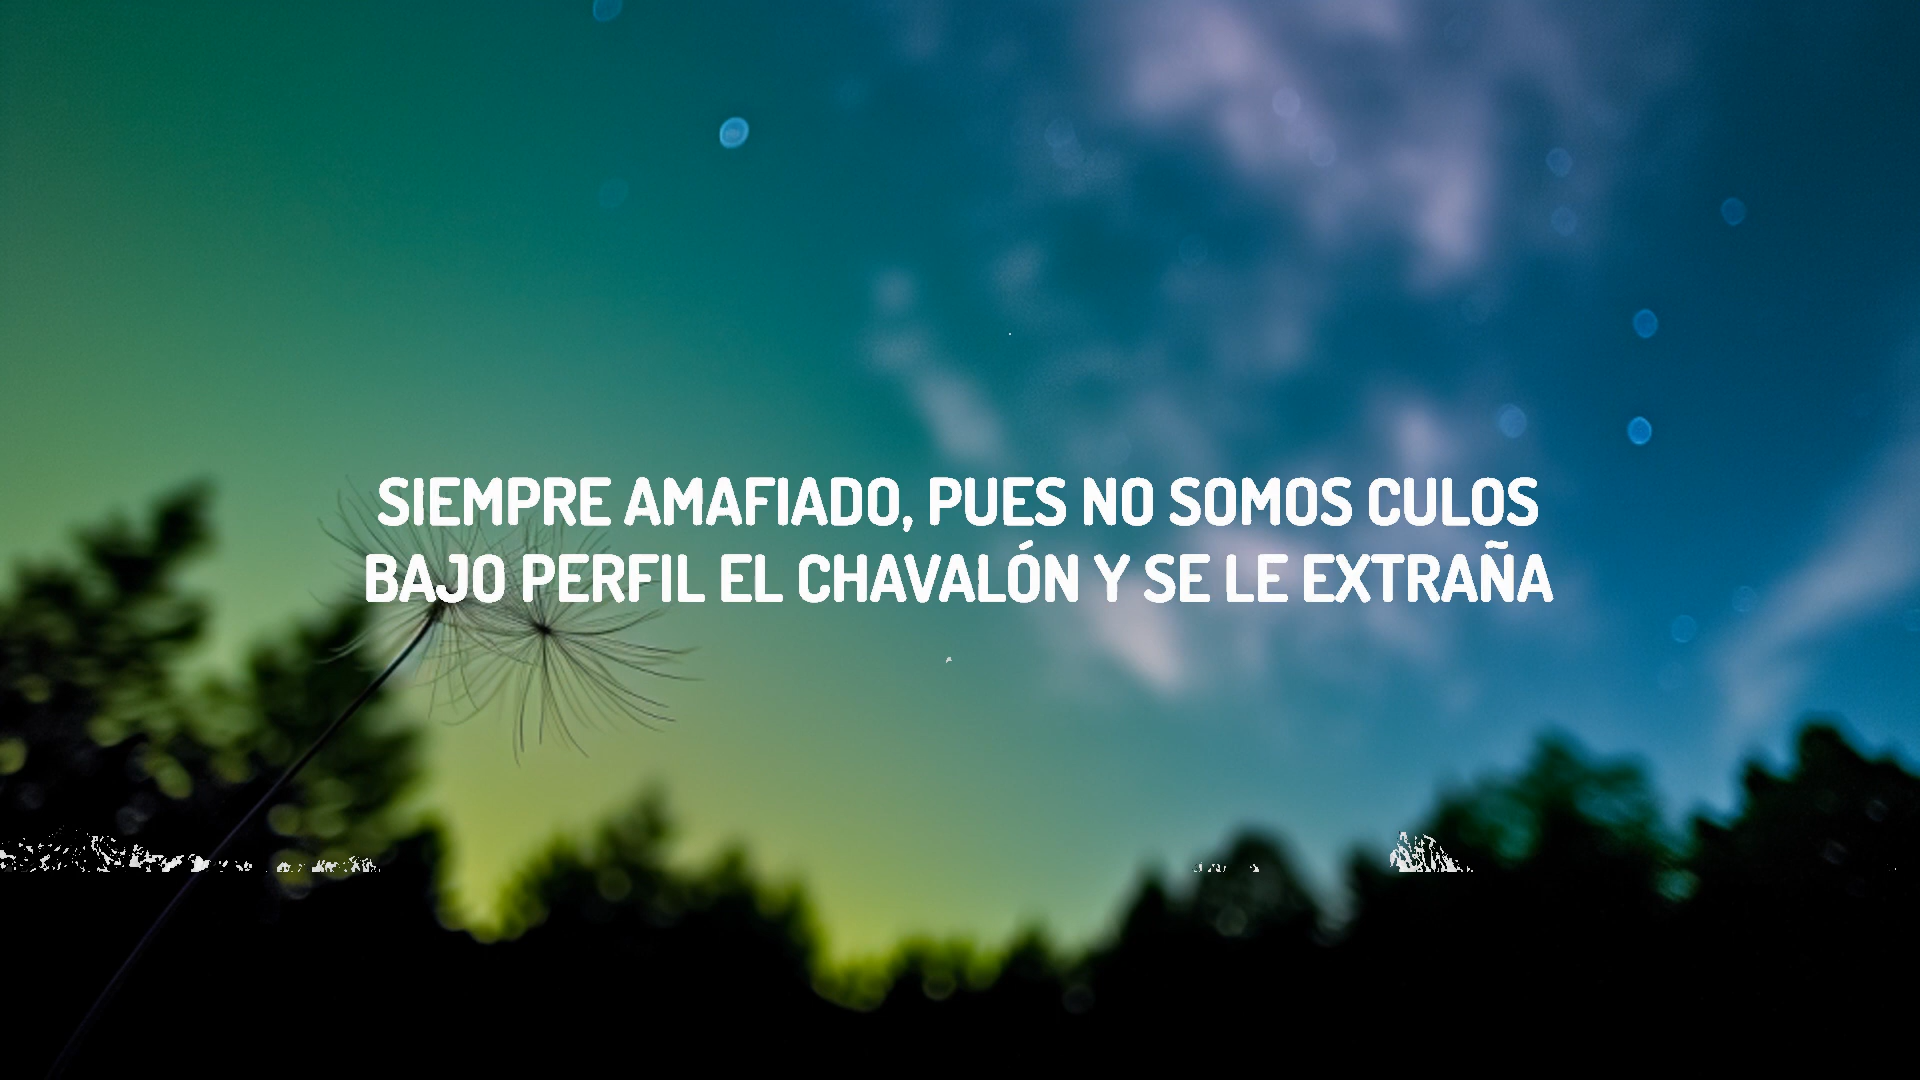 SIEMPRE AMAFIADO, PUES NO SOMOS CULOS
BAJO PERFIL EL CHAVALÓN Y SE LE EXTRAÑA